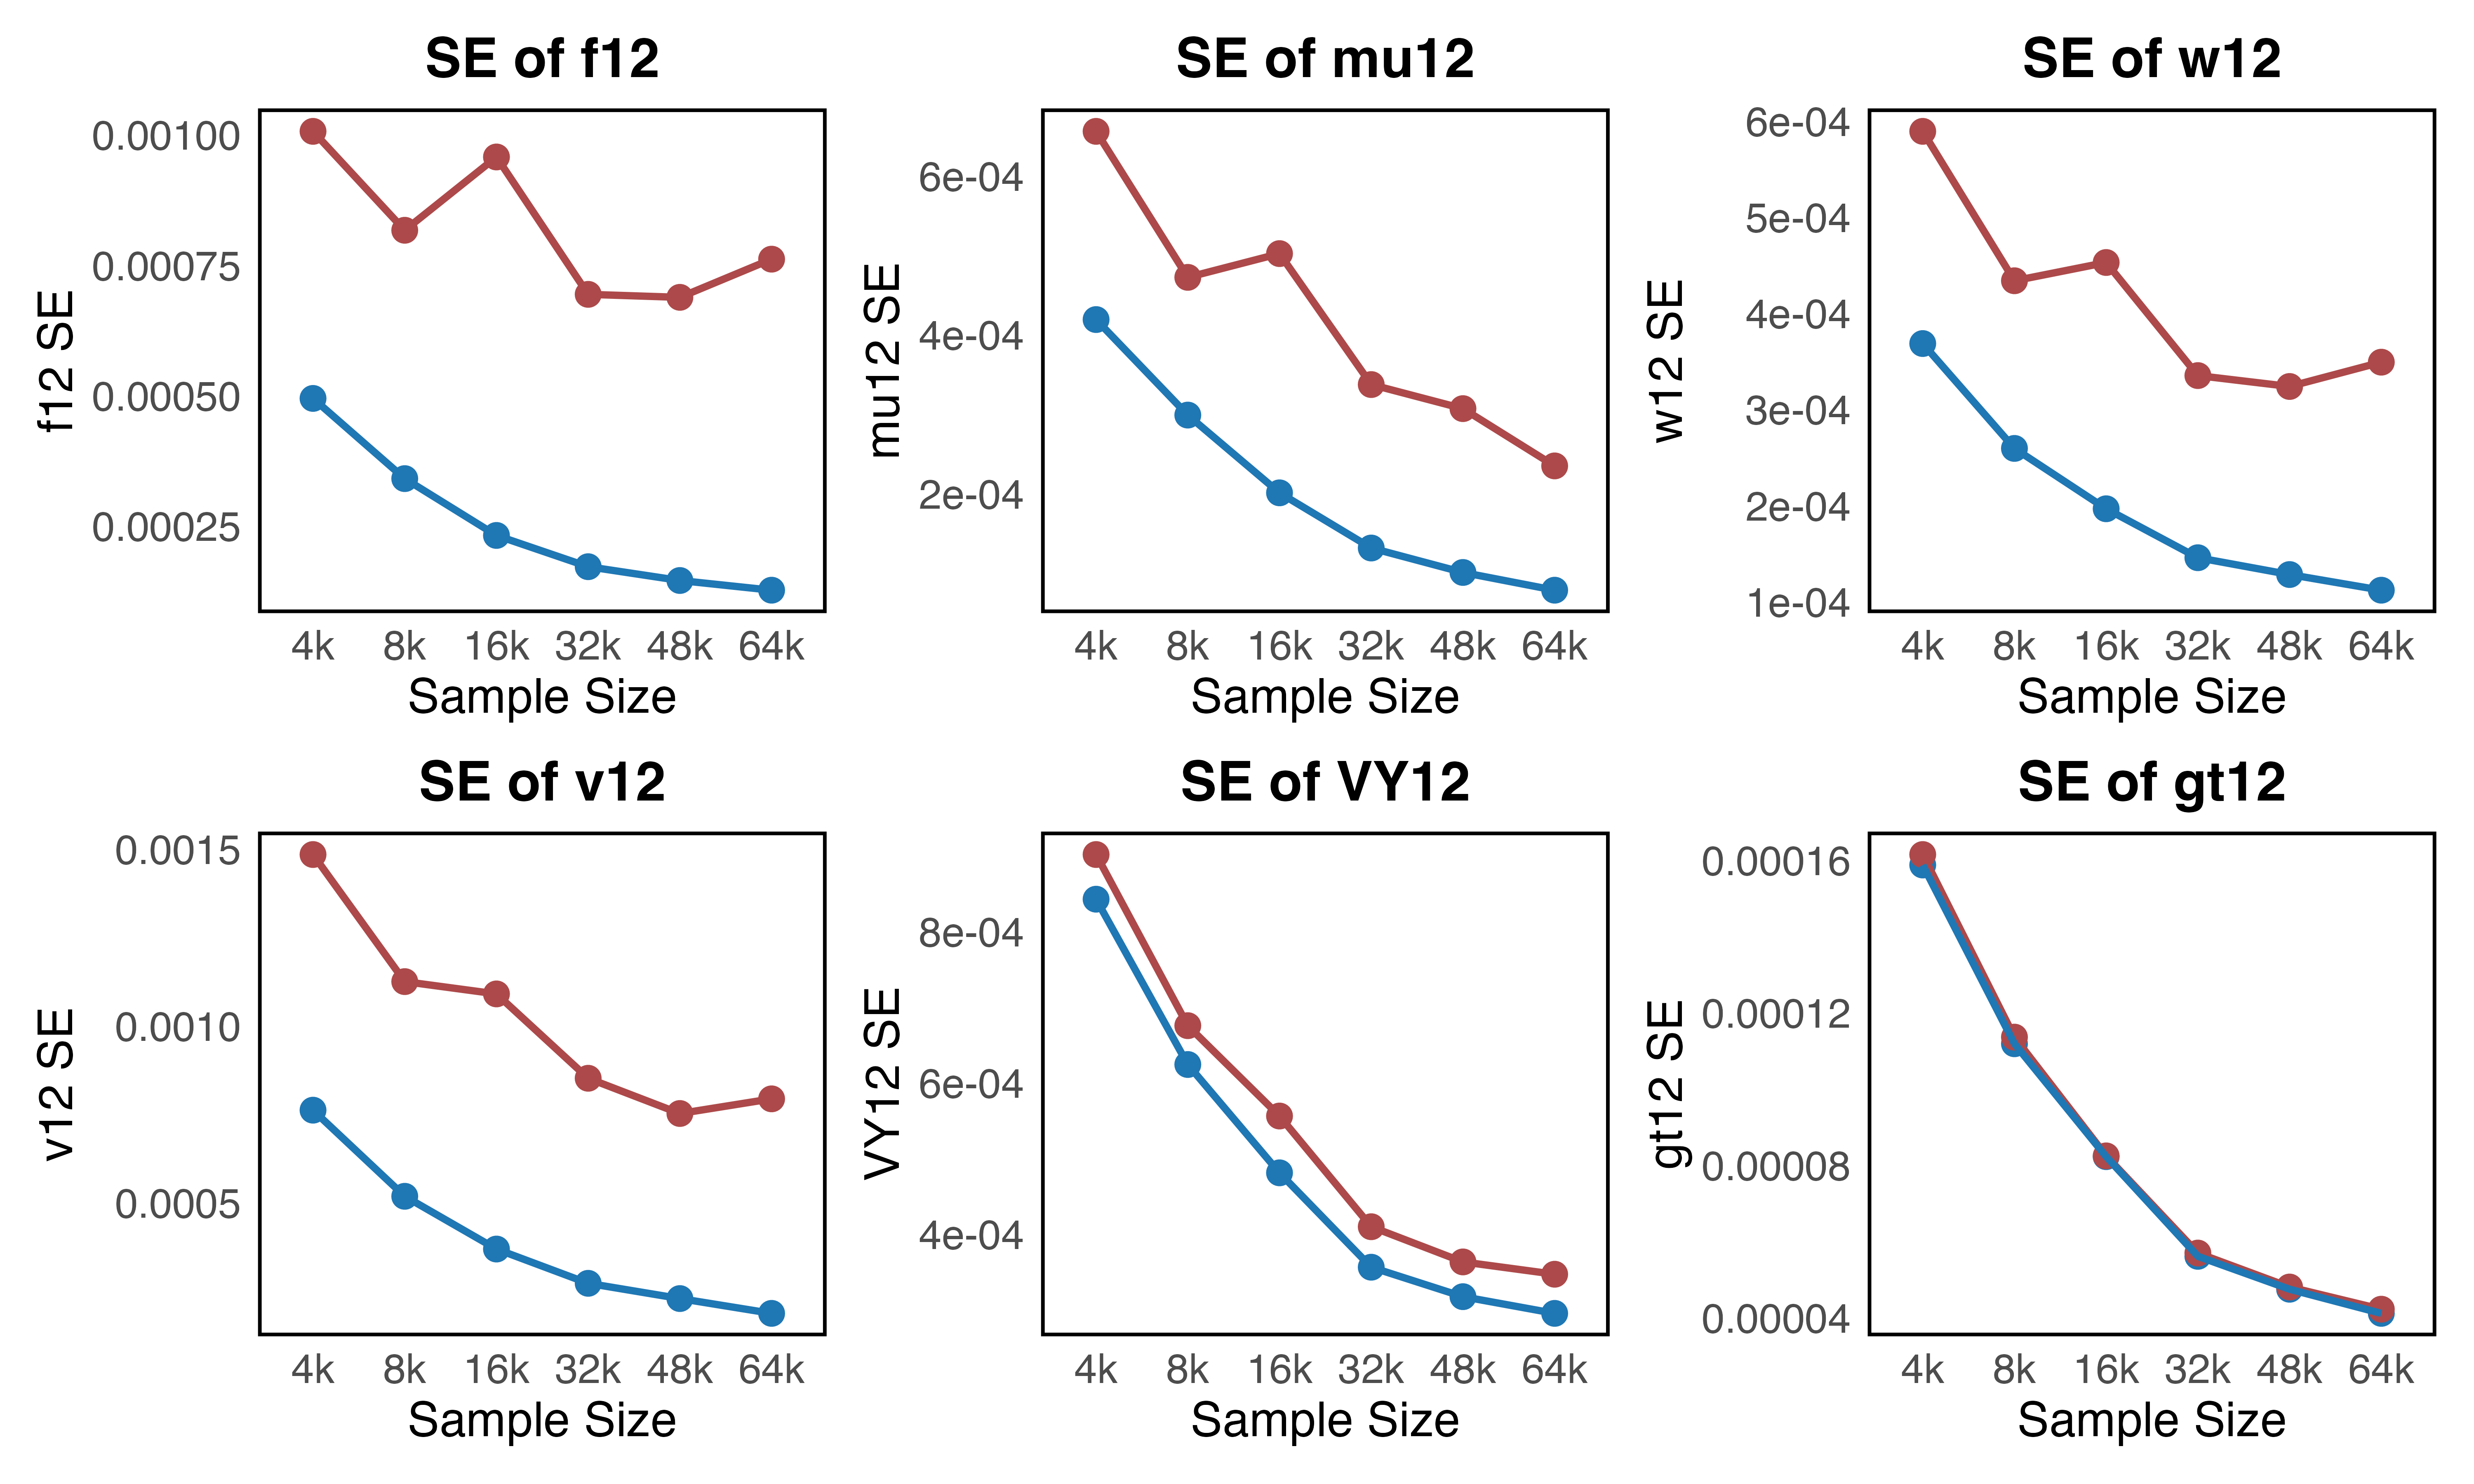 SE of f12
SE of mu12
SE of w12
f12 SE
0.00100
0.00075
0.00050
0.00025
mu12 SE
6e-04
4e-04
2e-04
w12 SE
6e-04
5e-04
4e-04
3e-04
2e-04
1e-04
4k 8k 16k 32k 48k 64k
4k 8k 16k 32k 48k 64k
4k 8k 16k 32k 48k 64k
Sample Size
Sample Size
Sample Size
SE of v12
SE of VY12
SE of gt12
v12 SE
0.0015
0.0010
0.0005
VY12 SE
8e-04
6e-04
4e-04
gt12 SE
0.00016
0.00012
0.00008
0.00004
4k 8k 16k 32k 48k 64k
4k 8k 16k 32k 48k 64k
4k 8k 16k 32k 48k 64k
Sample Size
Sample Size
Sample Size